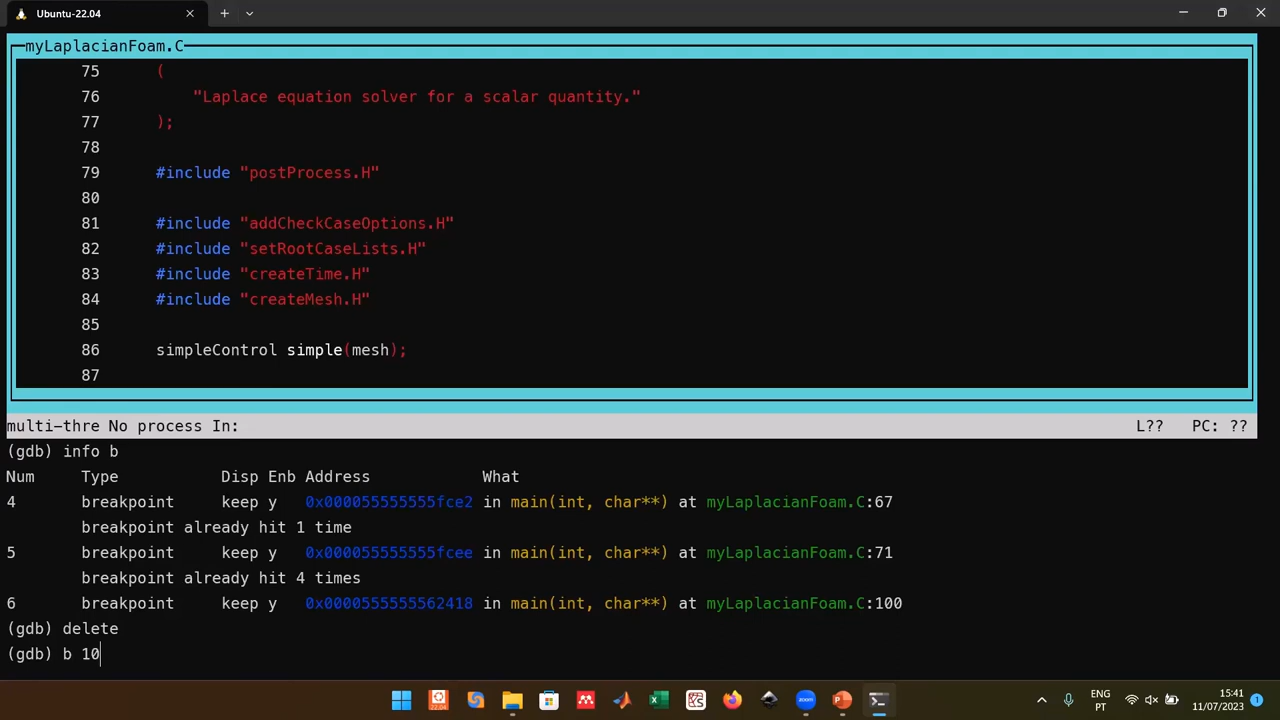 Ubuntu-22.04
myLaplacianFoam.C
75 (
76 "Laplace equation solver for a scalar quantity."
77 );
78
79 #include "postProcess.H"
80
81 #include "addCheckCaseOptions.H"
82 #include "setRootCaseLists.H"
83 #include "createTime.H"
84 #include "createMesh.H"
85
86 simpleControl simple(mesh);
87
multi-thre No process In: L?? PC: ??
(gdb) info b
Num Type Disp Enb Address What
4 breakpoint keep y 0x000055555555fce2 in main(int, char**) at myLaplacianFoam.C:67
breakpoint already hit 1 time
5 breakpoint keep y 0x000055555555fcee in main(int, char**) at myLaplacianFoam.C:71
breakpoint already hit 4 times
6 breakpoint keep y 0x0000555555562418 in main(int, char**) at myLaplacianFoam.C:100
(gdb) delete
(gdb) b 10
ENG
PT
15:41
11/07/2023